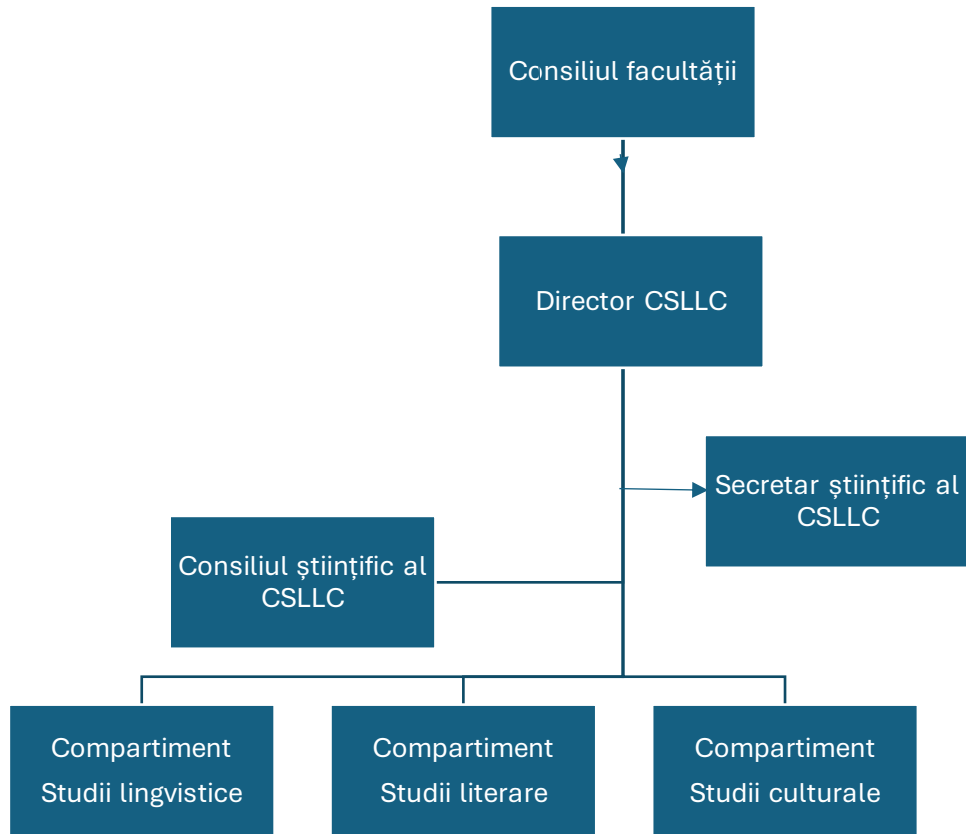 Consiliul facultății
Director CSLLC
Secretar științific al
CSLLC
Consiliul științific al
CSLLC
Compartiment
Studii lingvistice
Compartiment
Studii literare
Compartiment
Studii culturale